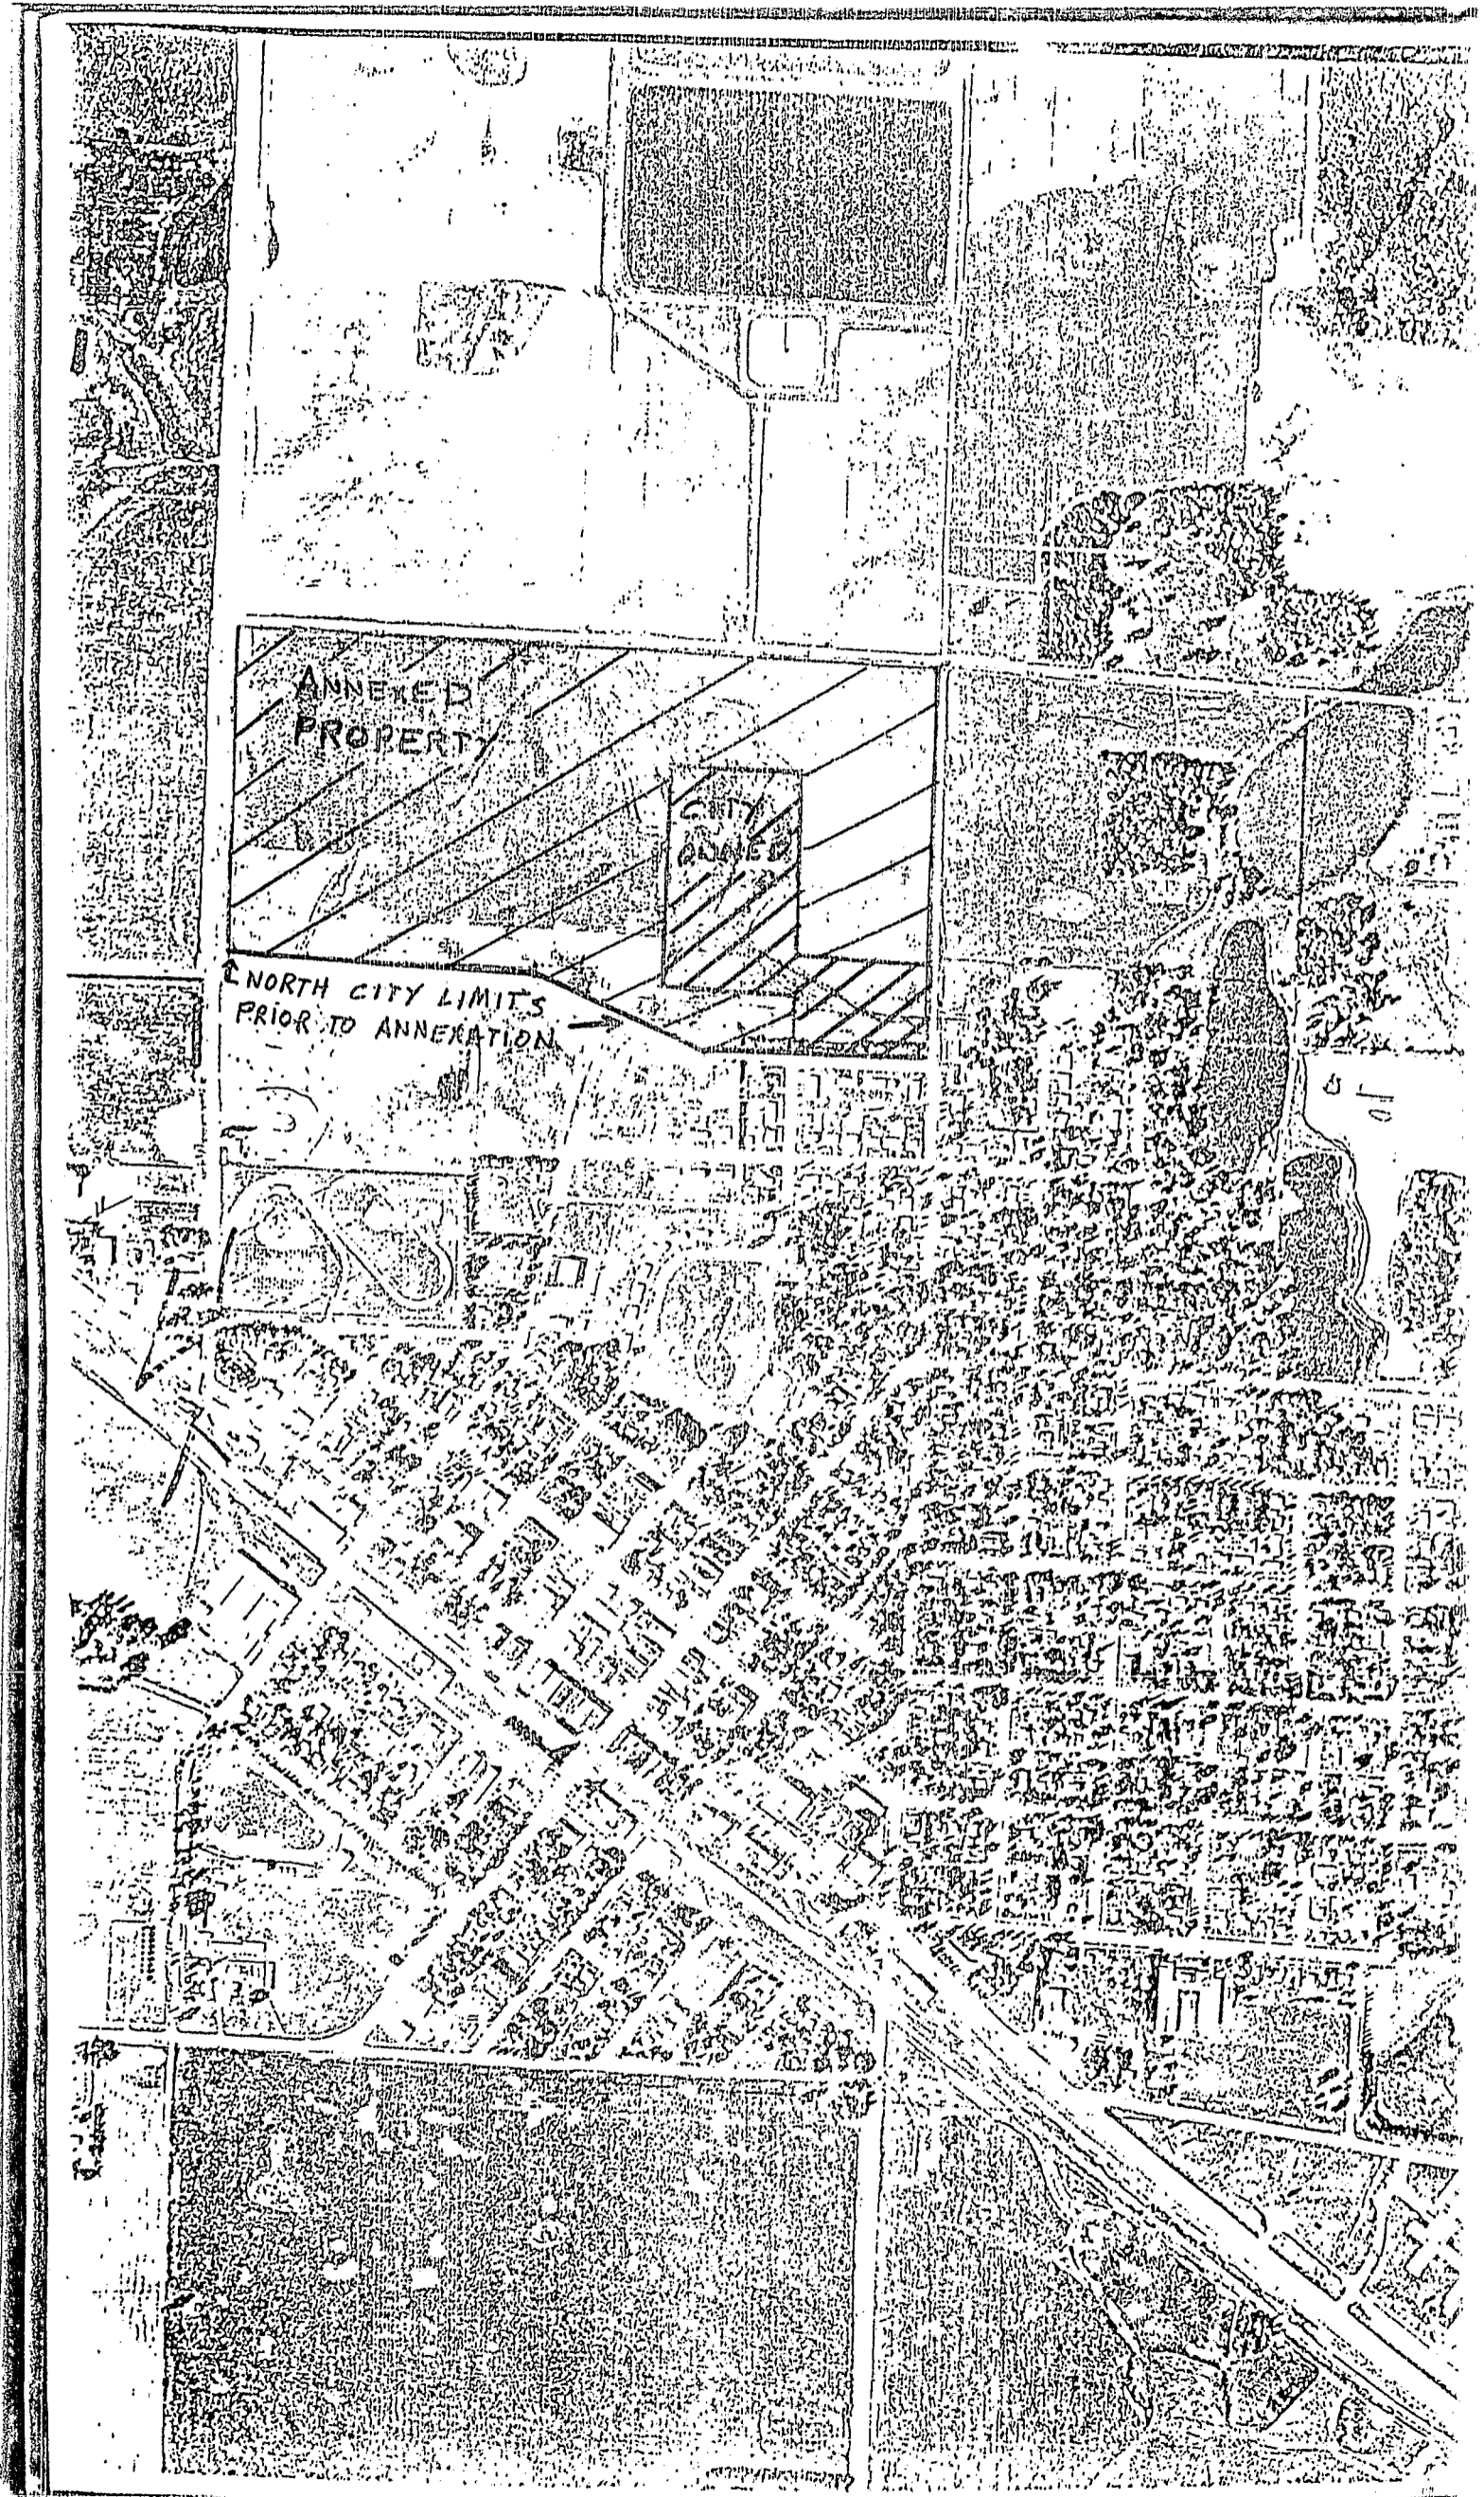 ANNEXED
PROPERTY
CITY
OWNED
NORTH CITY LIMITS
PRIOR TO ANNEXATION